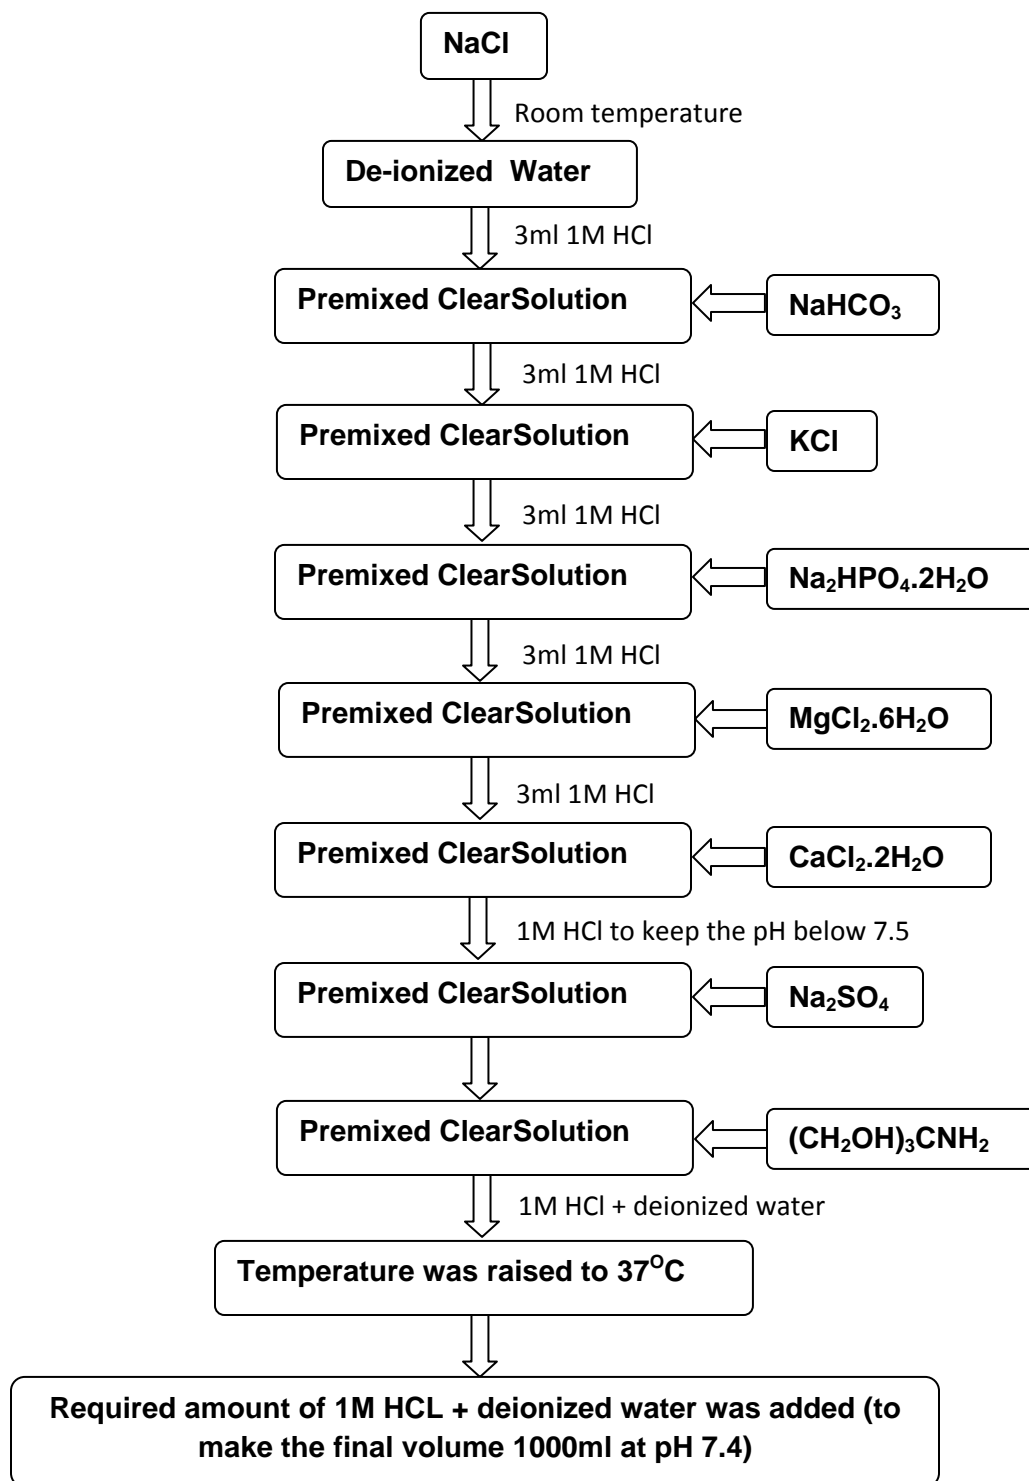 NaCl
Room temperature
De-ionized Water
3ml 1M HCl
Premixed ClearSolution
NaHCO₃
3ml 1M HCl
Premixed ClearSolution
KCl
3ml 1M HCl
Premixed ClearSolution
Na₂HPO₄.2H₂O
3ml 1M HCl
Premixed ClearSolution
MgCl₂.6H₂O
3ml 1M HCl
Premixed ClearSolution
CaCl₂.2H₂O
1M HCl to keep the pH below 7.5
Premixed ClearSolution
Na₂SO₄
Premixed ClearSolution
(CH₂OH)₃CNH₂
1M HCl + deionized water
Temperature was raised to 37ᴼC
Required amount of 1M HCL + deionized water was added (to
make the final volume 1000ml at pH 7.4)